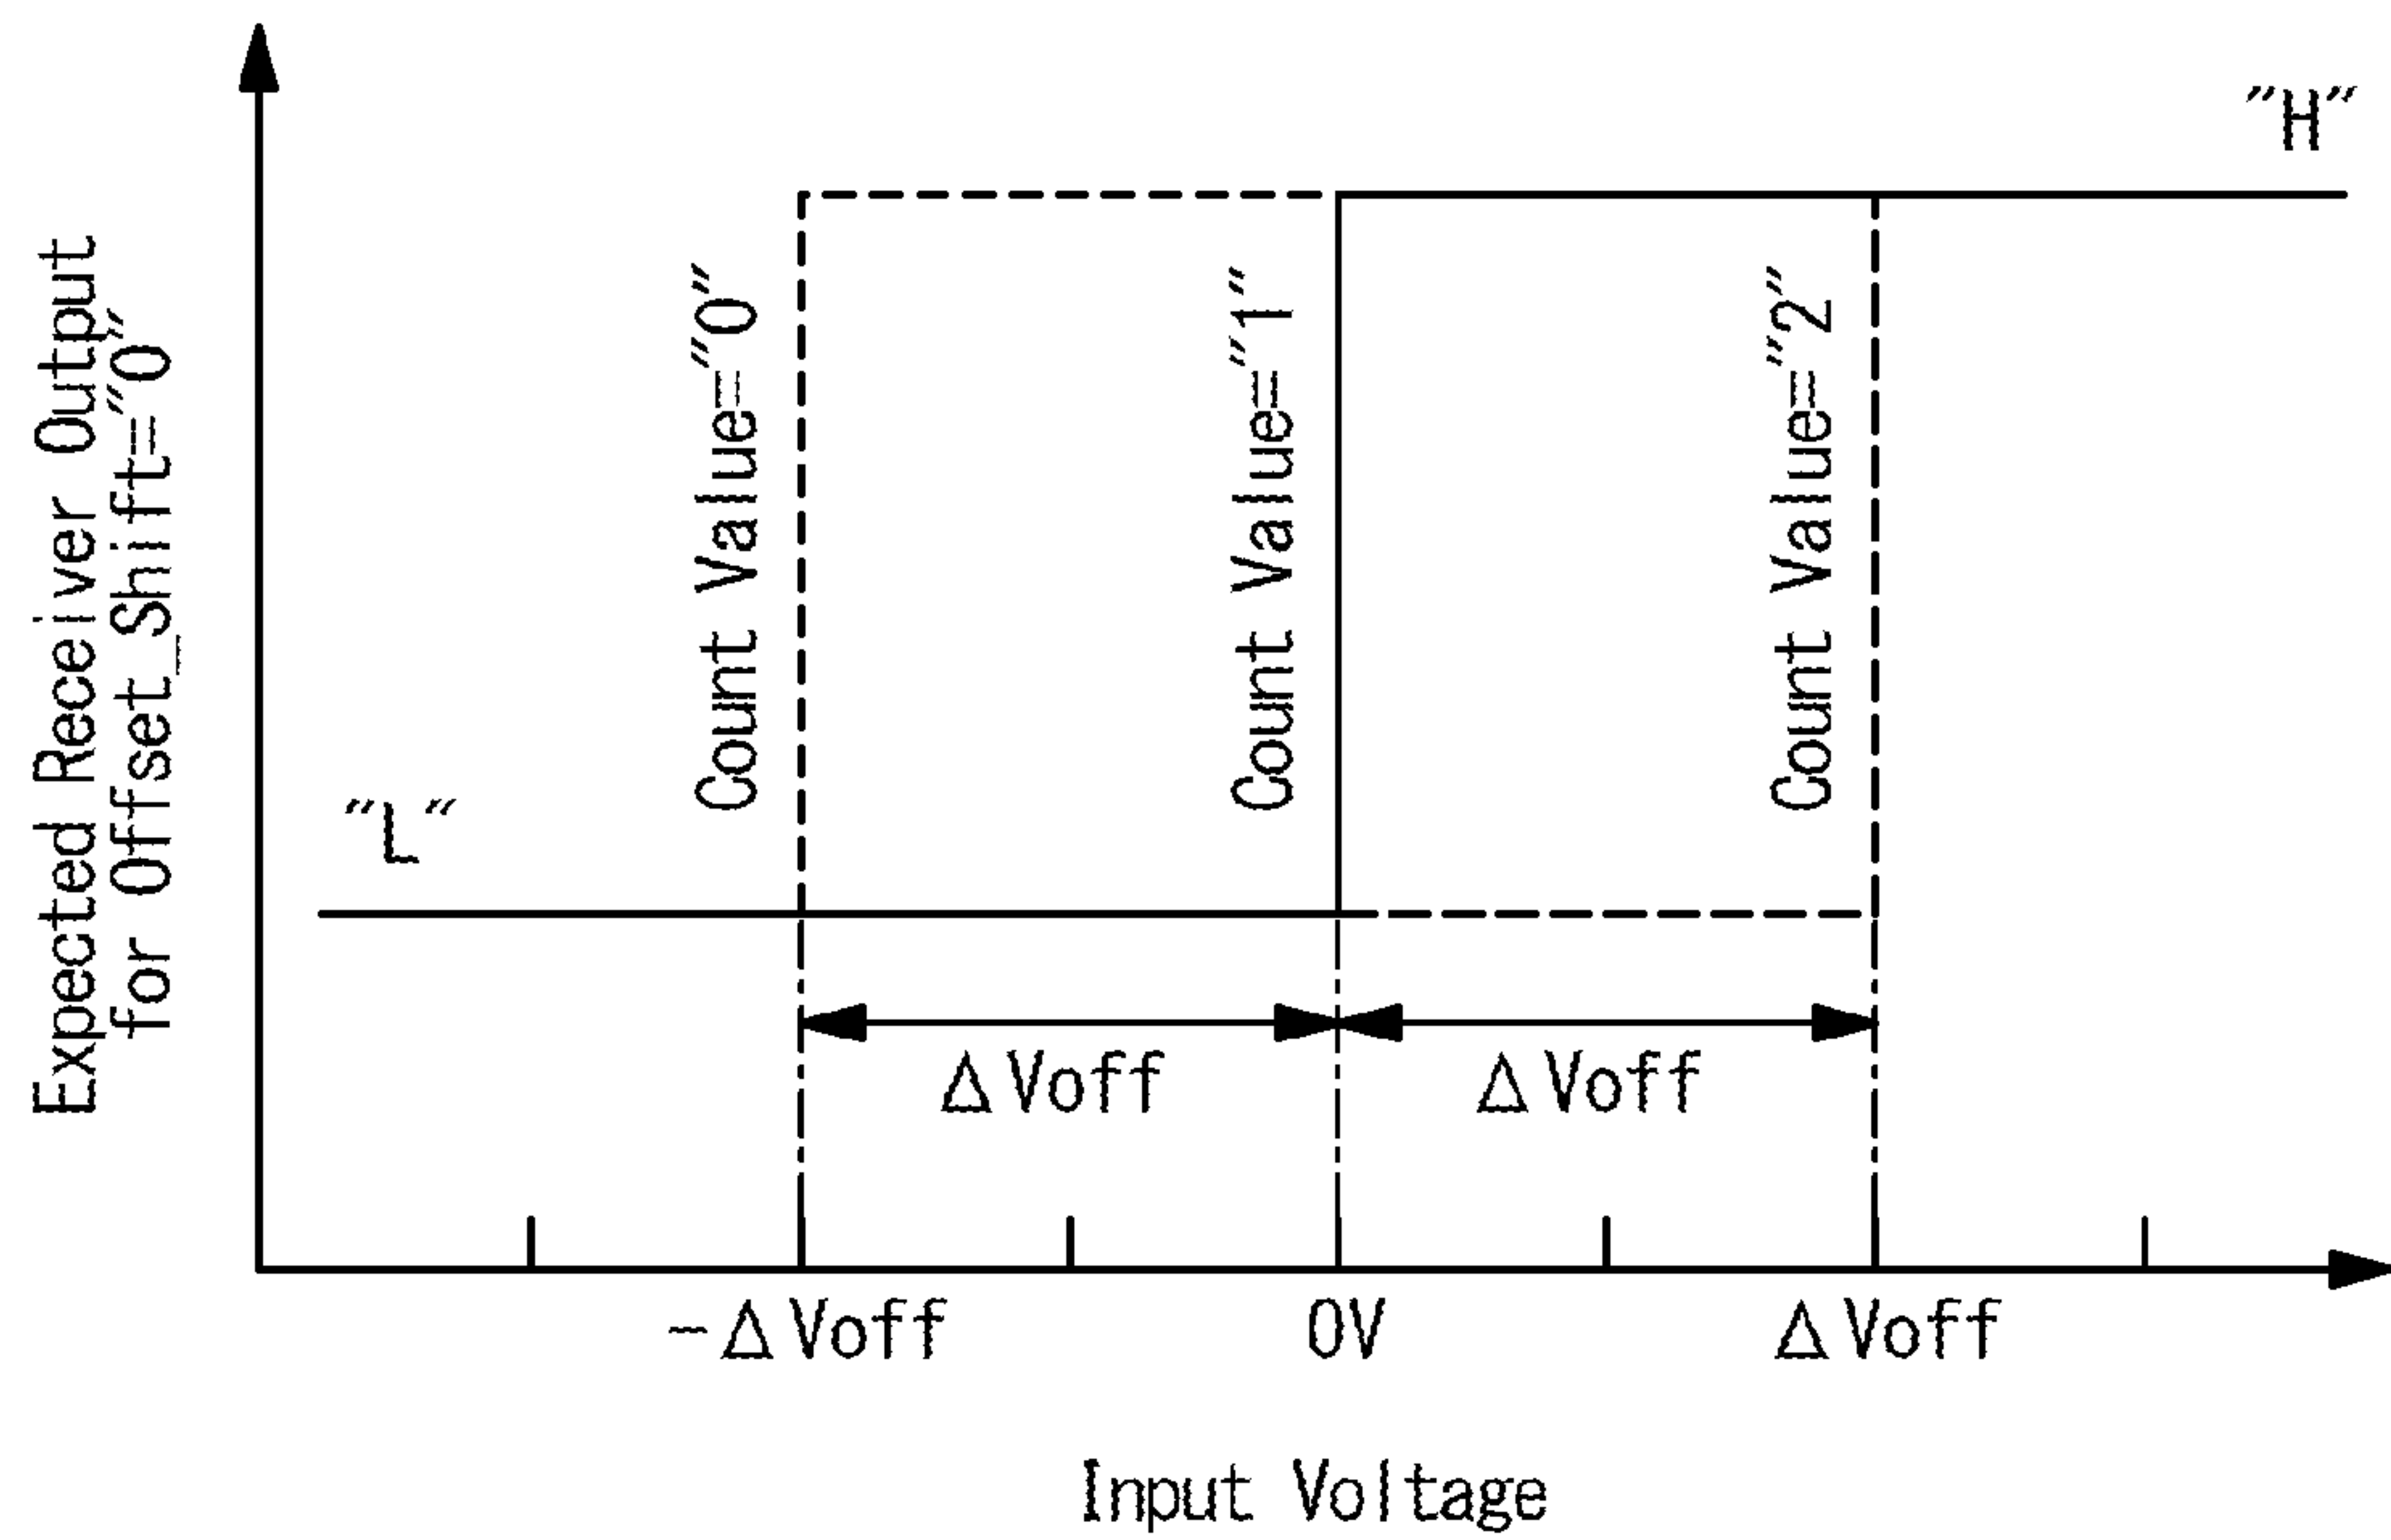 Expected Receiver Output
for Offset_Shift="0"
"H"
"L"
Count Value="0"
Count Value="1"
Count Value="2"
ΔVoff
ΔVoff
-ΔVoff
0V
ΔVoff
Input Voltage